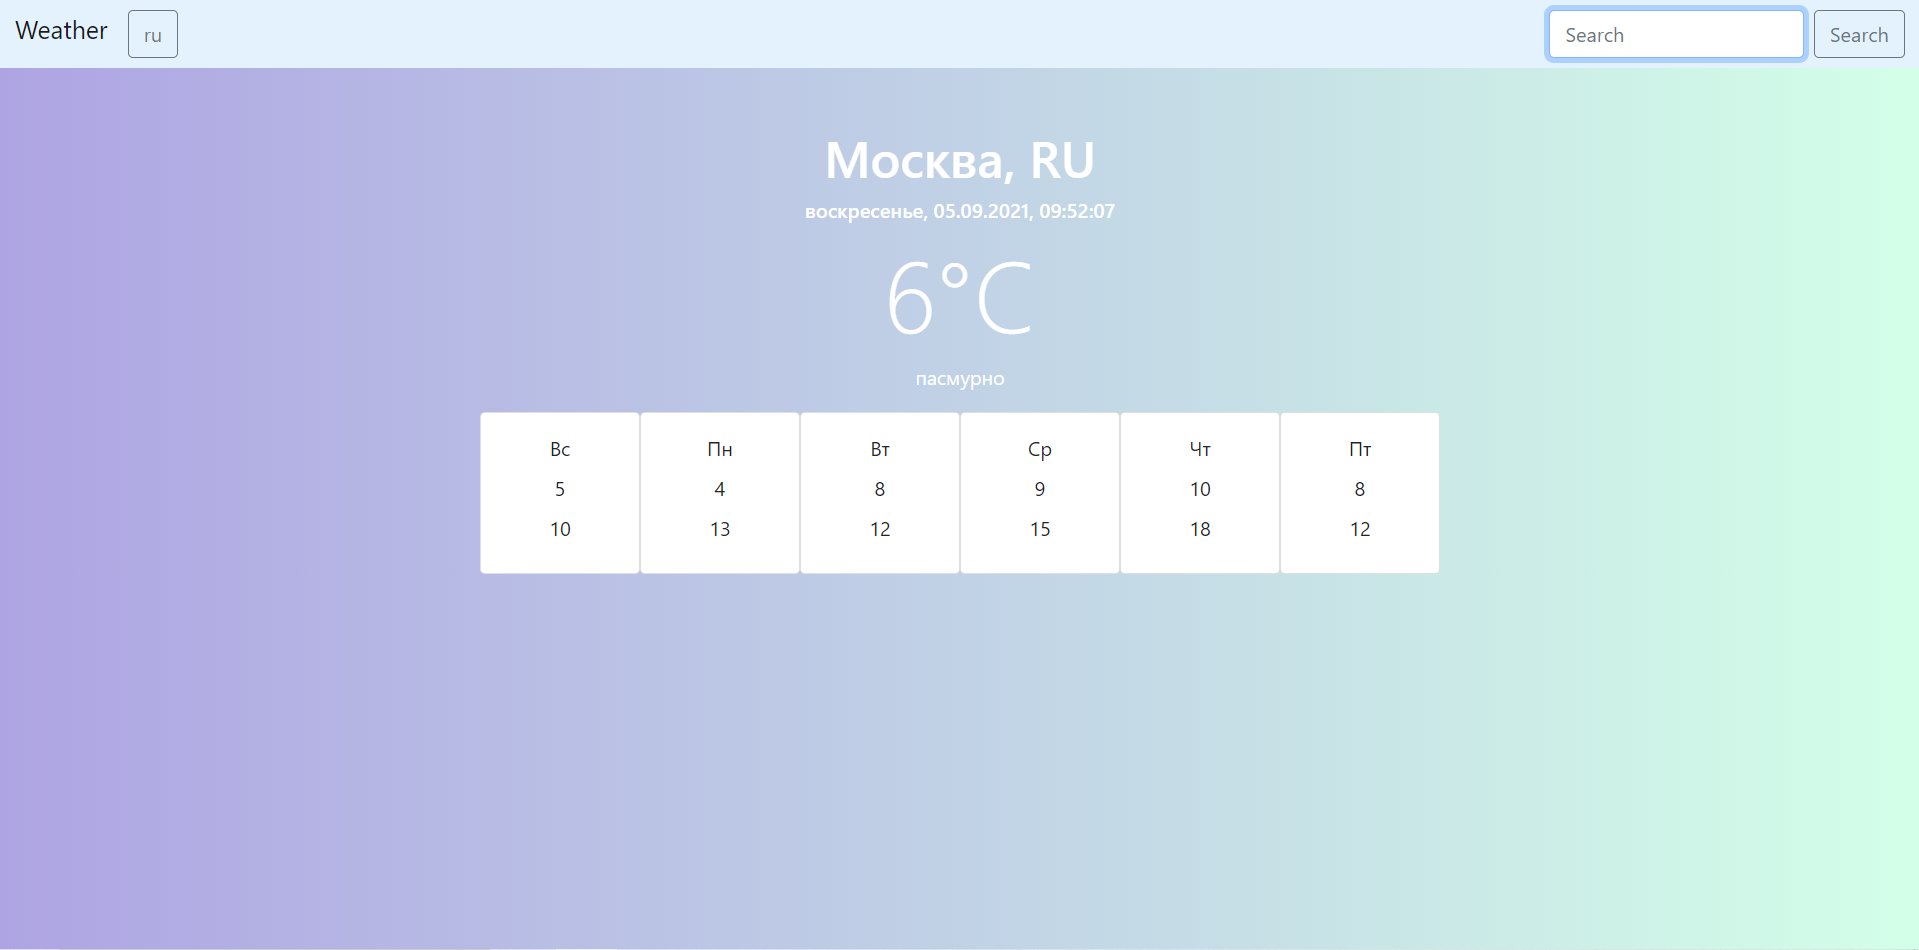 Weather ru Search Search
Москва, RU
воскресенье, 05.09.2021, 09:52:07
6°C
пасмурно
Вс Пн Вт Ср Чт Пт
5 4 8 9 10 8
10 13 12 15 18 12